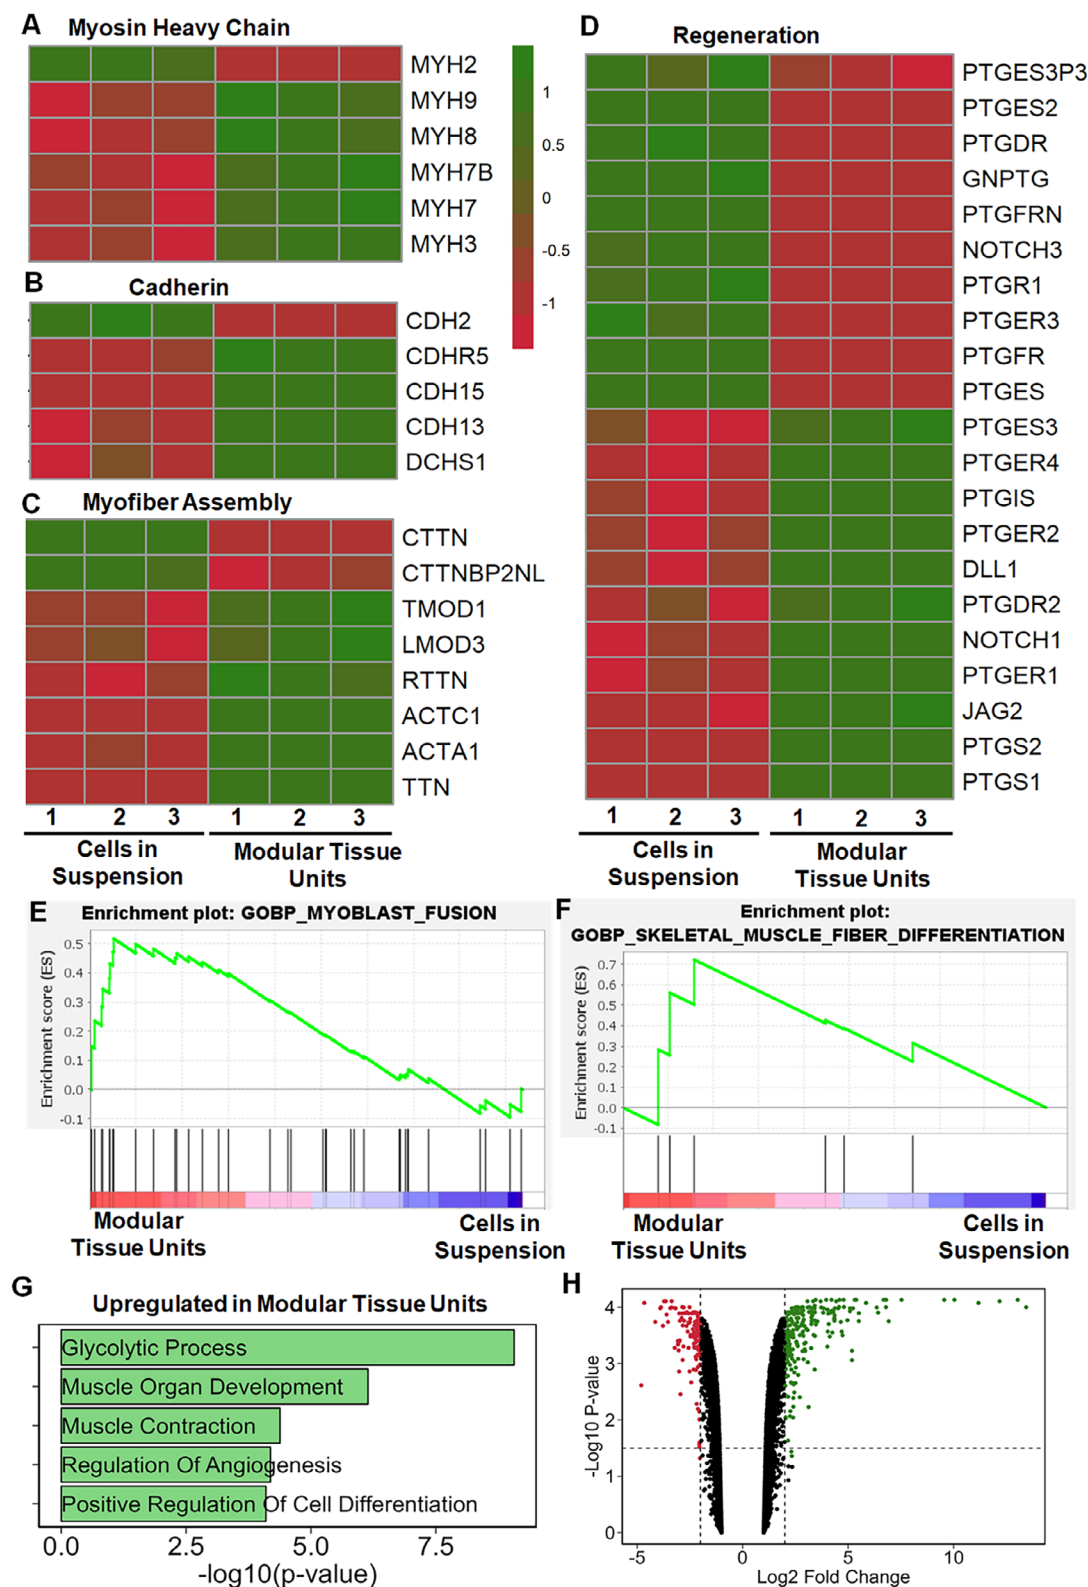 A Myosin Heavy Chain
MYH2
MYH9
MYH8
MYH7B
MYH7
MYH3
1
0.5
0
-0.5
-1
B Cadherin
CDH2
CDHR5
CDH15
CDH13
DCHS1
C Myofiber Assembly
CTTN
CTTNBP2NL
TMOD1
LMOD3
RTTN
ACTC1
ACTA1
TTN
1 2 3 1 2 3
Cells in Modular Tissue
Suspension Units
D Regeneration
PTGES3P3
PTGES2
PTGDR
GNPTG
PTGFRN
NOTCH3
PTGR1
PTGER3
PTGFR
PTGES
PTGES3
PTGER4
PTGIS
PTGER2
DLL1
PTGDR2
NOTCH1
PTGER1
JAG2
PTGS2
PTGS1
1 2 3 1 2 3
Cells in Modular
Suspension Tissue Units
E Enrichment plot: GOBP_MYOBLAST_FUSION
Enrichment score (ES)
0.5
0.4
0.3
0.2
0.1
0.0
-0.1
Modular Cells in
Tissue Units Suspension
F Enrichment plot:
GOBP_SKELETAL_MUSCLE_FIBER_DIFFERENTIATION
Enrichment score (ES)
0.7
0.6
0.5
0.4
0.3
0.2
0.1
0.0
-0.1
Modular Cells in
Tissue Units Suspension
G
Upregulated in Modular Tissue Units
Glycolytic Process
Muscle Organ Development
Muscle Contraction
Regulation Of Angiogenesis
Positive Regulation Of Cell Differentiation
0.0 2.5 5.0 7.5
-log10(p-value)
H
-Log10 P-value
4
3
2
1
0
-5 0 5 10
Log2 Fold Change